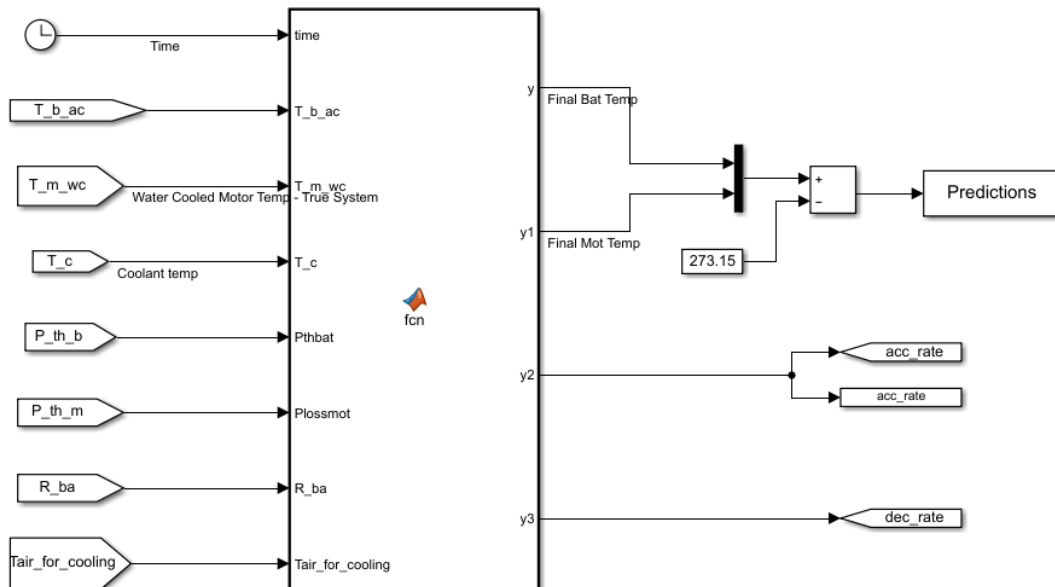 time
Time
T_b_ac
T_b_ac
T_m_wc
T_m_wc
Water Cooled Motor Temp - True System
T_c
T_c
Coolant temp
P_th_b
Pthbat
P_th_m
Plossmot
R_ba
R_ba
Tair_for_cooling
Tair_for_cooling
fcn
y
Final Bat Temp
y1
Final Mot Temp
273.15
+
−
Predictions
y2
acc_rate
acc_rate
y3
dec_rate